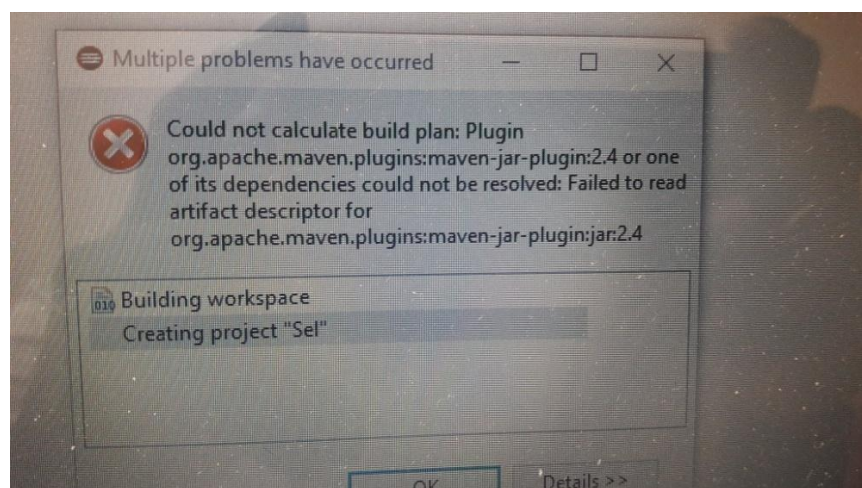 Multiple problems have occurred
Could not calculate build plan: Plugin
org.apache.maven.plugins:maven-jar-plugin:2.4 or one
of its dependencies could not be resolved: Failed to read
artifact descriptor for
org.apache.maven.plugins:maven-jar-plugin:jar:2.4
010 Building workspace
Creating project "Sel"
OK Details >>